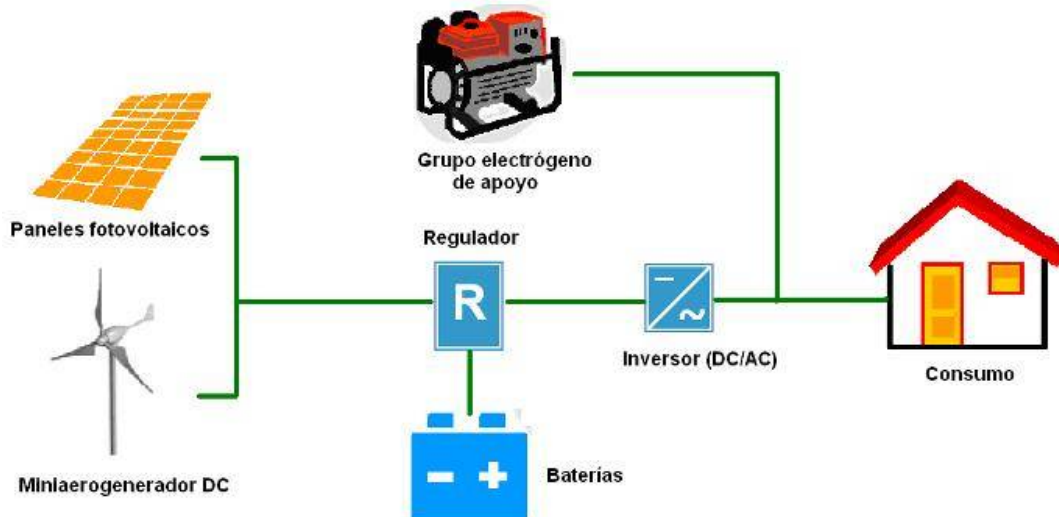 Grupo electrógeno
de apoyo
Paneles fotovoltaicos
Regulador
R
Inversor (DC/AC)
Consumo
Baterías
Miniaerogenerador DC